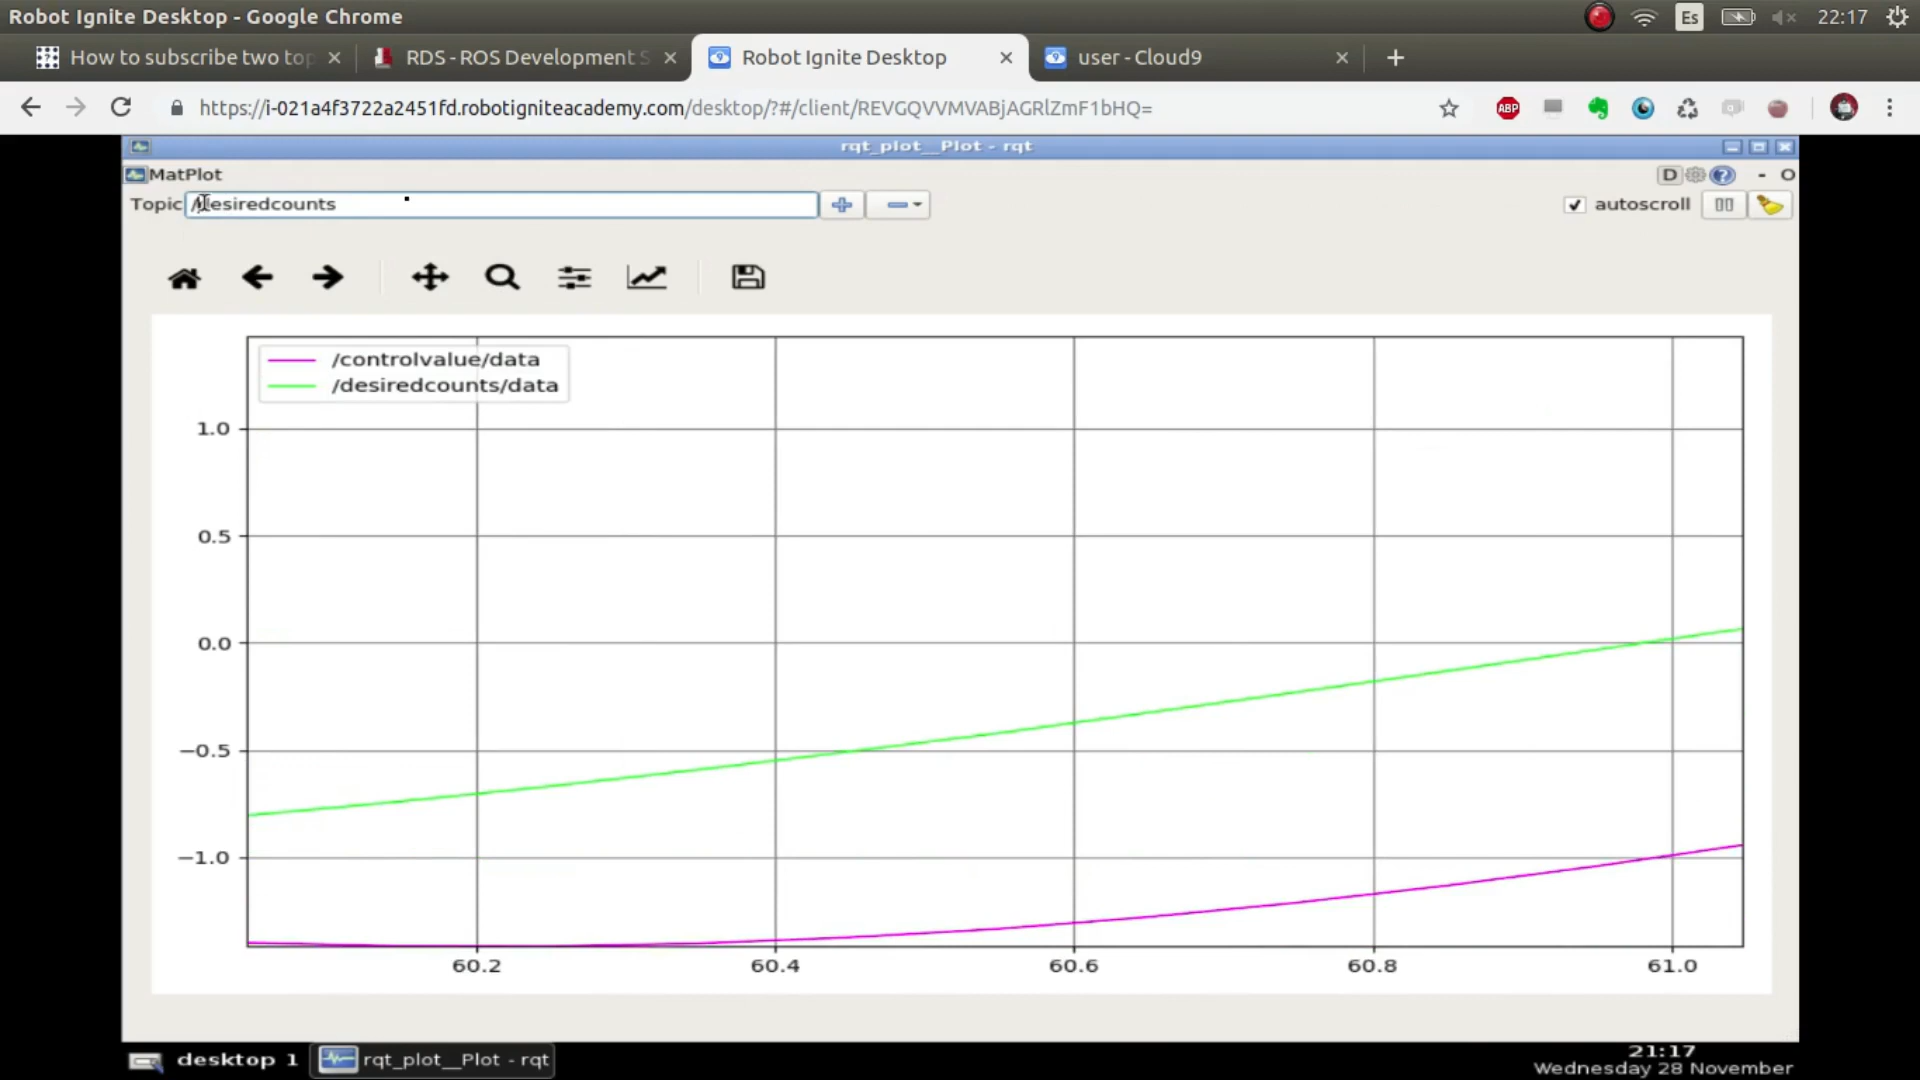 Robot Ignite Desktop - Google Chrome
Es
22:17
How to subscribe two top
RDS - ROS Development S
Robot Ignite Desktop
user - Cloud9
https://i-021a4f3722a2451fd.robotigniteacademy.com/desktop/?#/client/REVGQVVMVABjAGRlZmF1bHQ=
ABP
rqt_plot__Plot - rqt
MatPlot
D
?
- O
Topic
/desiredcounts
autoscroll
/controlvalue/data
/desiredcounts/data
1.0
0.5
0.0
−0.5
−1.0
60.2
60.4
60.6
60.8
61.0
desktop 1
rqt_plot__Plot - rqt
21:17
Wednesday 28 November